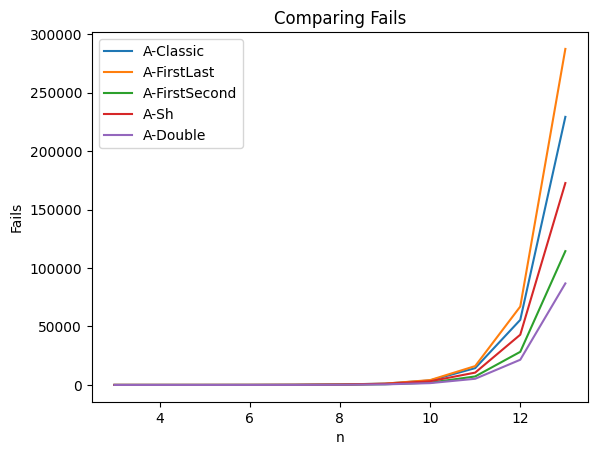 Comparing Fails
300000
250000
200000
150000
100000
50000
0
Fails
A-Classic
A-FirstLast
A-FirstSecond
A-Sh
A-Double
4 6 8 10 12
n